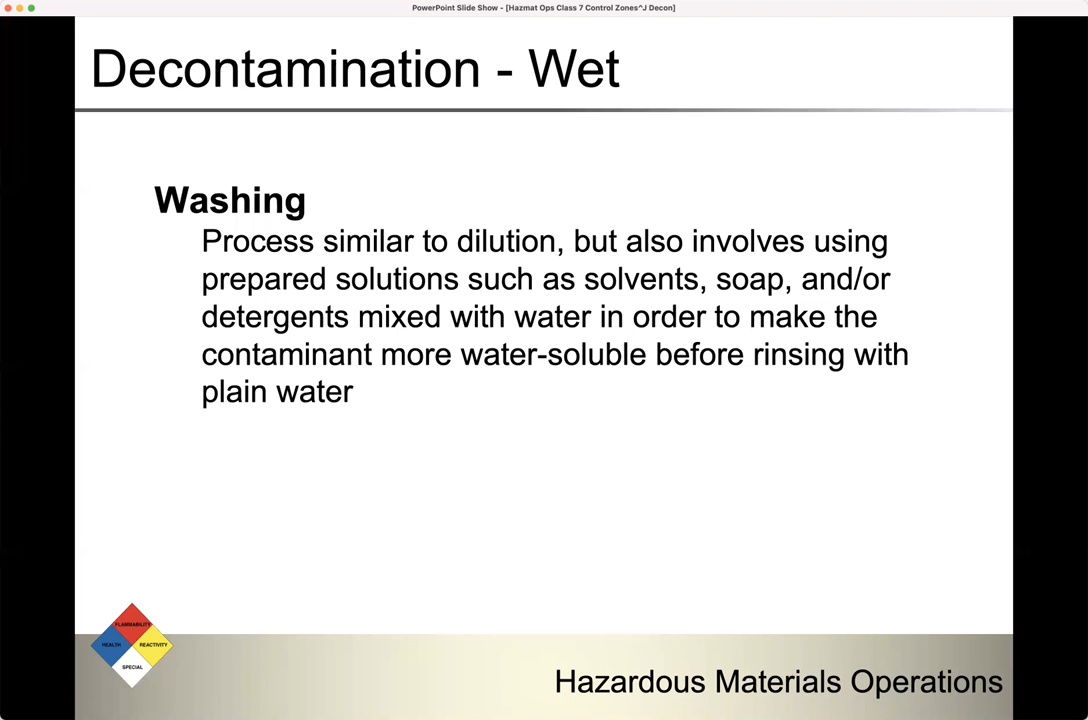 PowerPoint Slide Show - [Hazmat Ops Class 7 Control Zones^J Decon]
Decontamination - Wet
Washing
Process similar to dilution, but also involves using
prepared solutions such as solvents, soap, and/or
detergents mixed with water in order to make the
contaminant more water-soluble before rinsing with
plain water
FLAMMABILITY
HEALTH
REACTIVITY
SPECIAL
Hazardous Materials Operations